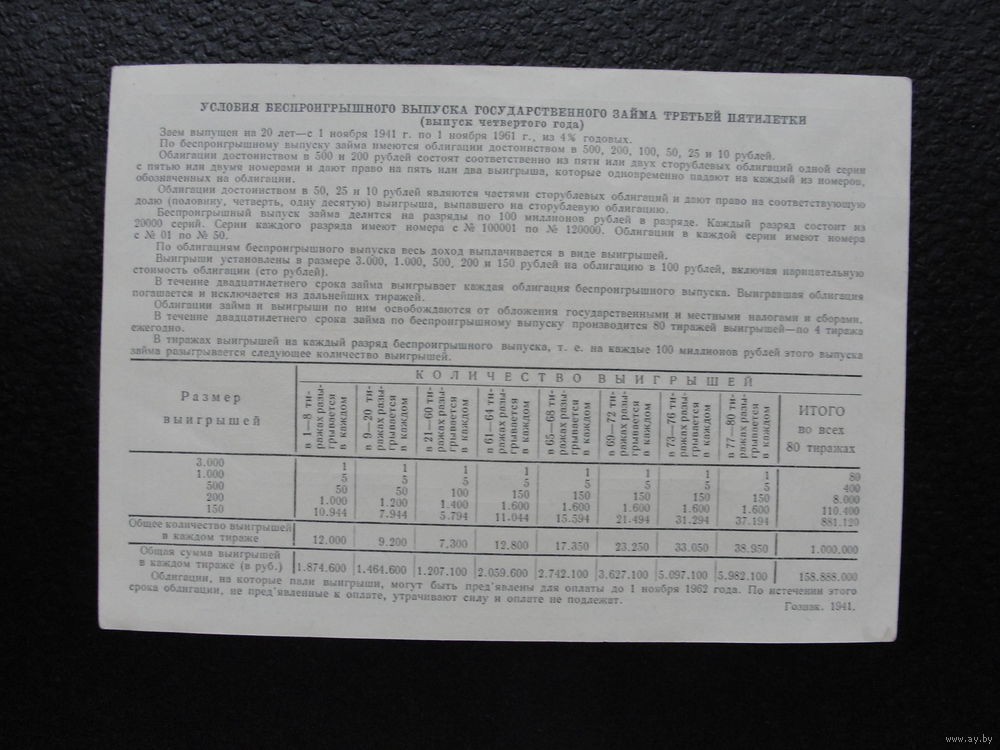 УСЛОВИЯ БЕСПРОИГРЫШНОГО ВЫПУСКА ГОСУДАРСТВЕННОГО ЗАЙМА ТРЕТЬЕЙ ПЯТИЛЕТКИ
(выпуск четвертого года)
Заем выпущен на 20 лет—с 1 ноября 1941 г. по 1 ноября 1961 г., из 4% годовых.
По беспроигрышному выпуску займа имеются облигации достоинством в 500, 200, 100, 50, 25 и 10 рублей.
Облигации достоинством в 500 и 200 рублей состоят соответственно из пяти или двух сторублевых облигаций одной серии
с пятью или двумя номерами и дают право на пять или два выигрыша, которые одновременно падают на каждый из номеров,
обозначенных на облигации.
Облигации достоинством в 50, 25 и 10 рублей являются частями сторублевых облигаций и дают право на соответствующую
долю (половину, четверть, одну десятую) выигрыша, выпавшего на сторублевую облигацию.
Беспроигрышный выпуск займа делится на разряды по 100 миллионов рублей в разряде. Каждый разряд состоит из
20000 серий. Серии каждого разряда имеют номера с № 100001 по № 120000. Облигации в каждой серии имеют номера
с № 01 по № 50.
По облигациям беспроигрышного выпуска весь доход выплачивается в виде выигрышей.
Выигрыши установлены в размере 3.000, 1.000, 500, 200 и 150 рублей на облигацию в 100 рублей, включая нарицательную
стоимость облигации (сто рублей).
В течение двадцатилетнего срока займа выигрывает каждая облигация беспроигрышного выпуска. Выигравшая облигация
погашается и исключается из дальнейших тиражей.
Облигации займа и выигрыши по ним освобождаются от обложения государственными и местными налогами и сборами.
В течение двадцатилетнего срока займа по беспроигрышному выпуску производится 80 тиражей выигрышей—по 4 тиража
ежегодно.
В тиражах выигрышей на каждый разряд беспроигрышного выпуска, т. е. на каждые 100 миллионов рублей этого выпуска
займа разыгрывается следующее количество выигрышей.
Размер выигрышей
КОЛИЧЕСТВО ВЫИГРЫШЕЙ
в 1—8 тиражах разыгрывается в каждом
в 9—20 тиражах разыгрывается в каждом
в 21—60 тиражах разыгрывается в каждом
в 61—64 тиражах разыгрывается в каждом
в 65—68 тиражах разыгрывается в каждом
в 69—72 тиражах разыгрывается в каждом
в 73—76 тиражах разыгрывается в каждом
в 77—80 тиражах разыгрывается в каждом
ИТОГО во всех 80 тиражах
3.000 1 1 1 1 1 1 1 1 80
1.000 5 5 5 5 5 5 5 5 400
500 50 50 100 150 150 150 150 150 8.000
200 1.000 1.200 1.400 1.600 1.600 1.600 1.600 1.600 110.400
150 10.944 7.944 5.794 11.044 15.594 21.494 31.294 37.194 881.120
Общее количество выигрышей
в каждом тираже 12.000 9.200 7.300 12.800 17.350 23.250 33.050 38.950 1.000.000
Общая сумма выигрышей
в каждом тираже (в руб.) 1.874.600 1.464.600 1.207.100 2.059.600 2.742.100 3.627.100 5.097.100 5.982.100 158.888.000
Облигации, на которые пали выигрыши, могут быть пред'явлены для оплаты до 1 ноября 1962 года. По истечении этого
срока облигации, не пред'явленные к оплате, утрачивают силу и оплате не подлежат.
Гознак. 1941.
www.ay.by